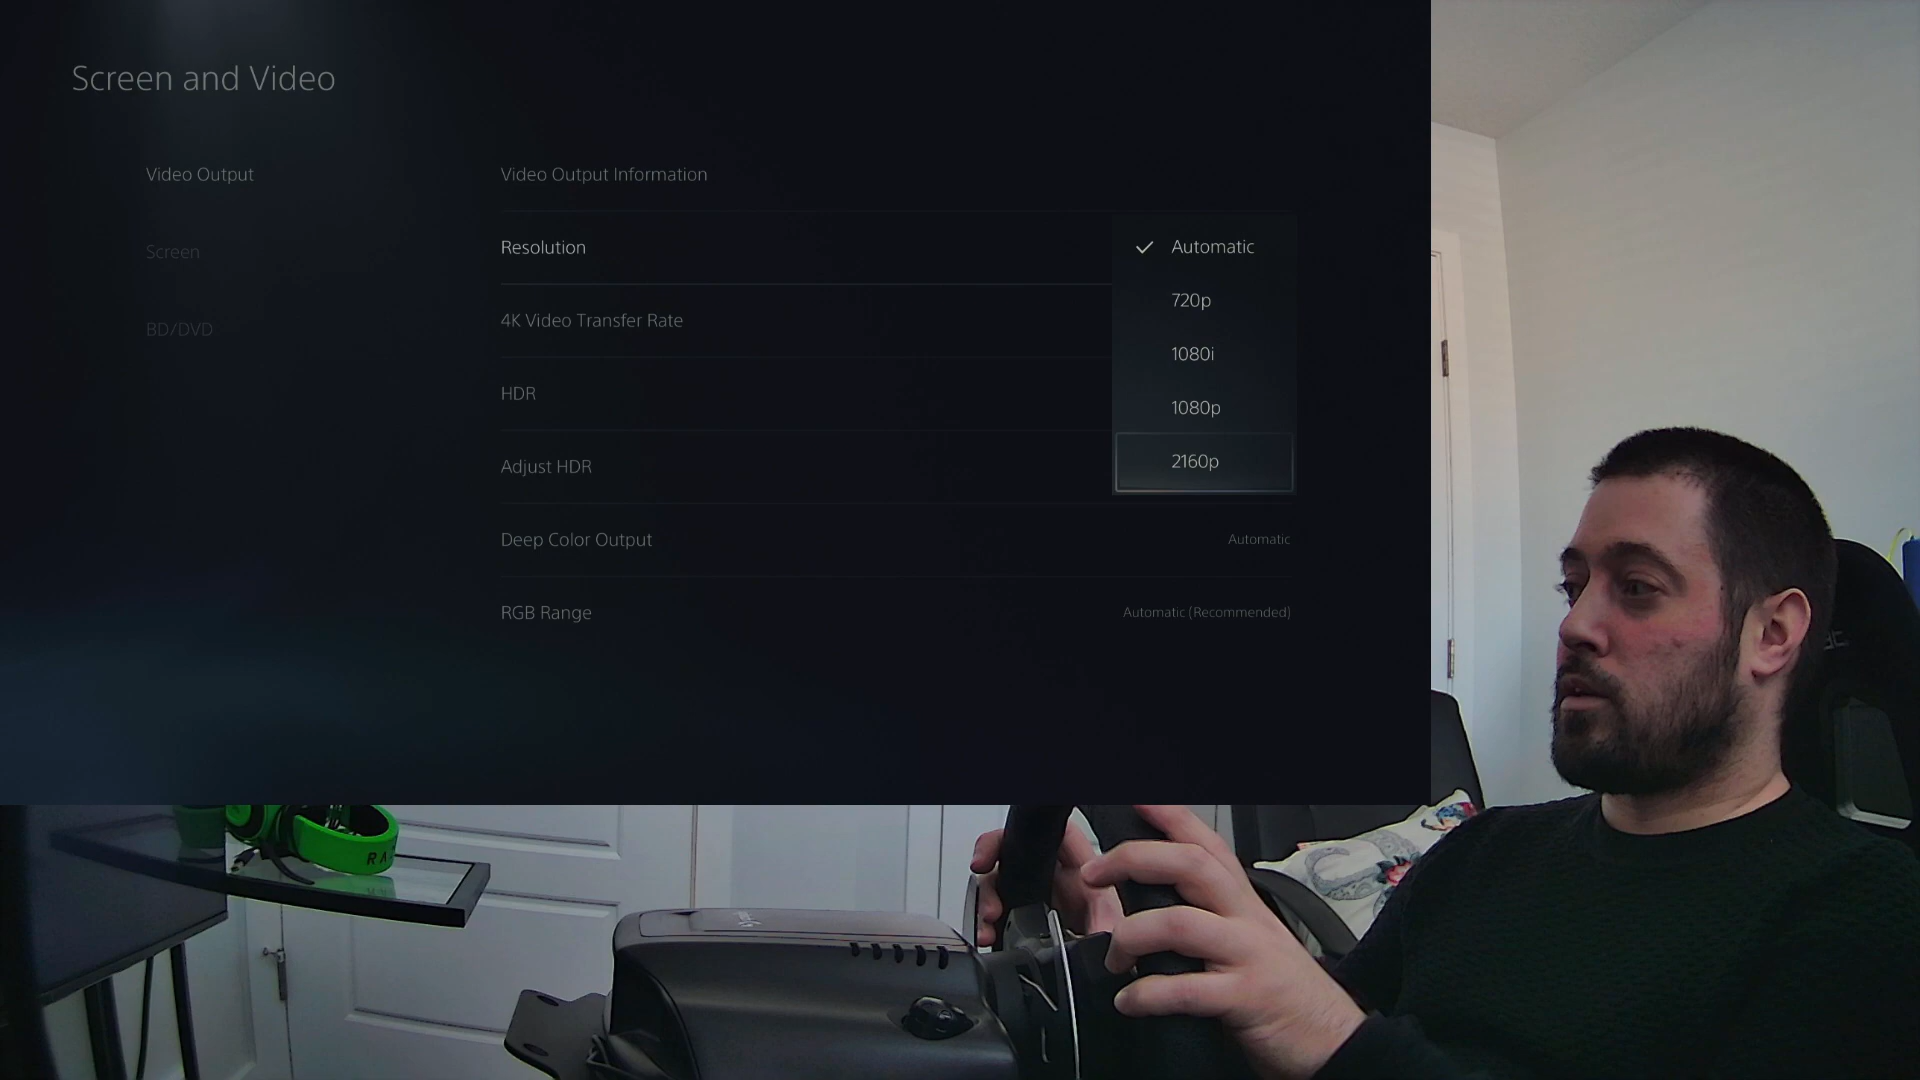 Screen and Video
Video Output
Screen
BD/DVD
Video Output Information
Resolution
4K Video Transfer Rate
HDR
Adjust HDR
Deep Color Output
Automatic
RGB Range
Automatic (Recommended)
Automatic
720p
1080i
1080p
2160p